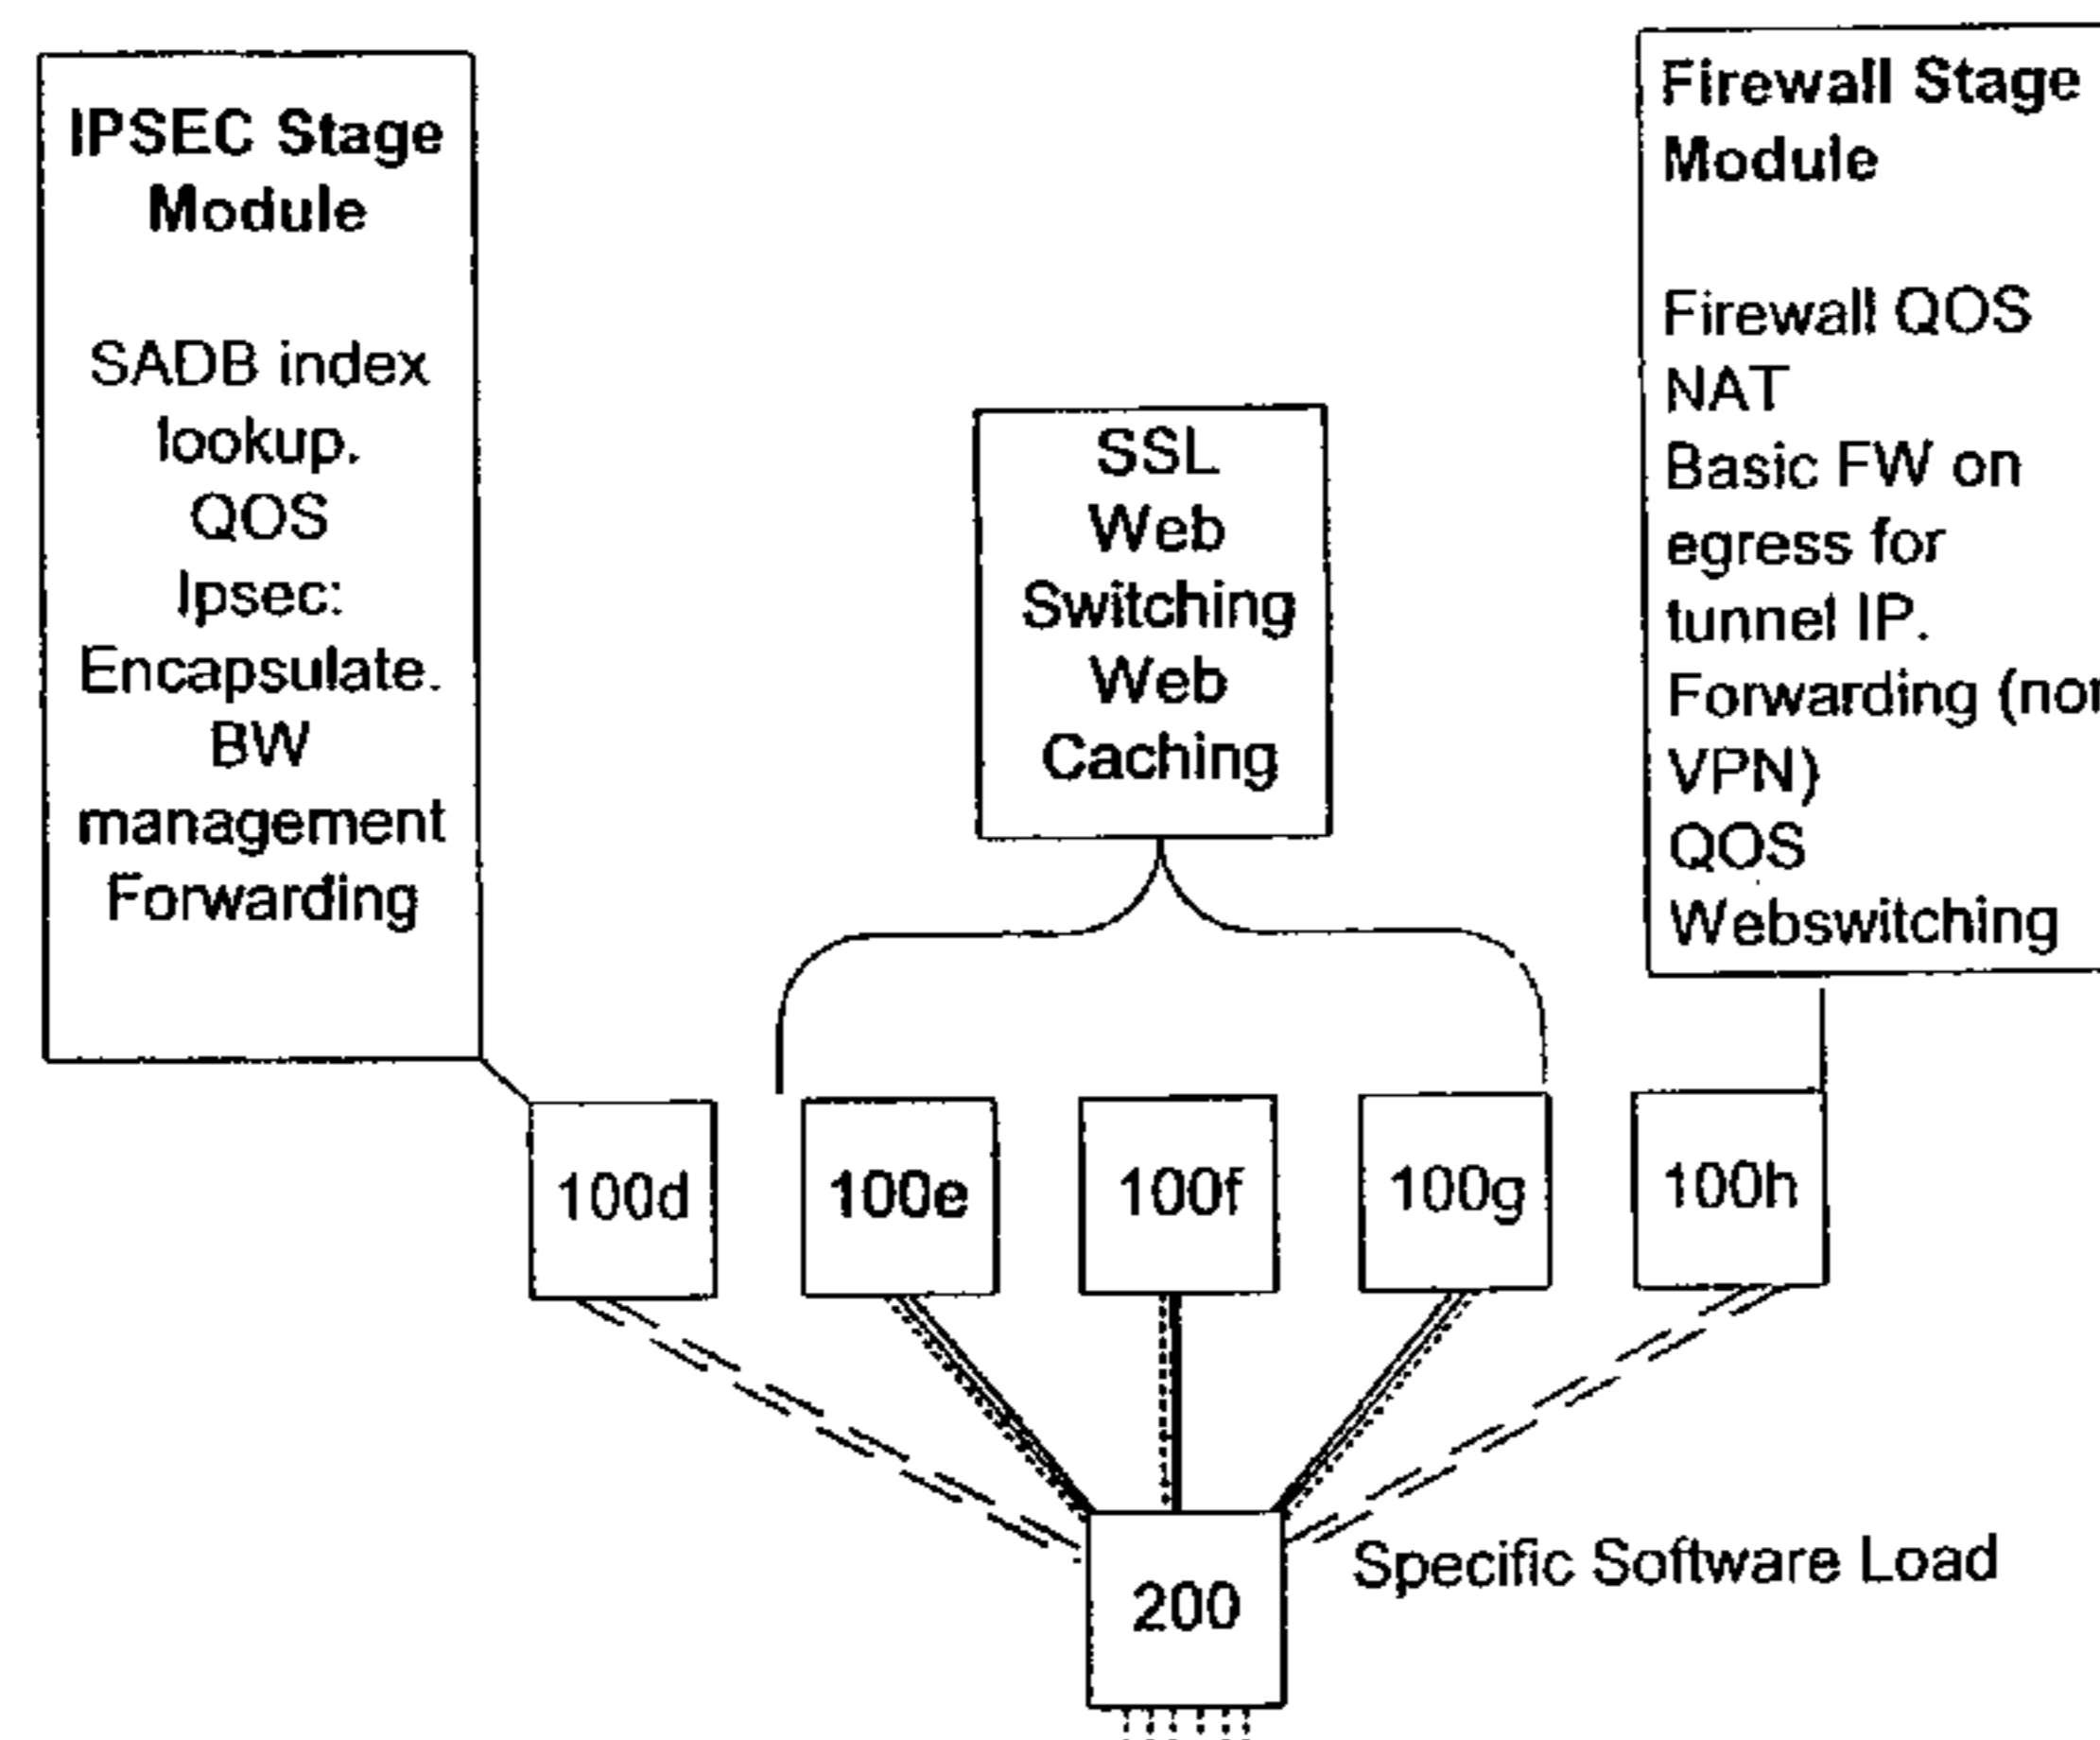 IPSEC Stage
Module
SADB index
lookup.
QOS
Ipsec:
Encapsulate.
BW
management
Forwarding
SSL
Web
Switching
Web
Caching
Firewall Stage
Module
Firewall QOS
NAT
Basic FW on
egress for
tunnel IP.
Forwarding
VPN)
QOS
Webswitching
100d
100e
100f
100g
100h
200
Specific Software Load